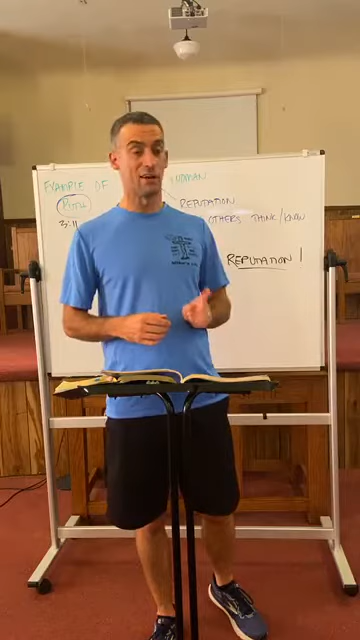 EXAMPLE OF WOMAN
RUTH
3:11
REPUTATION
OTHERS THINK/KNOW
REPUTATION!